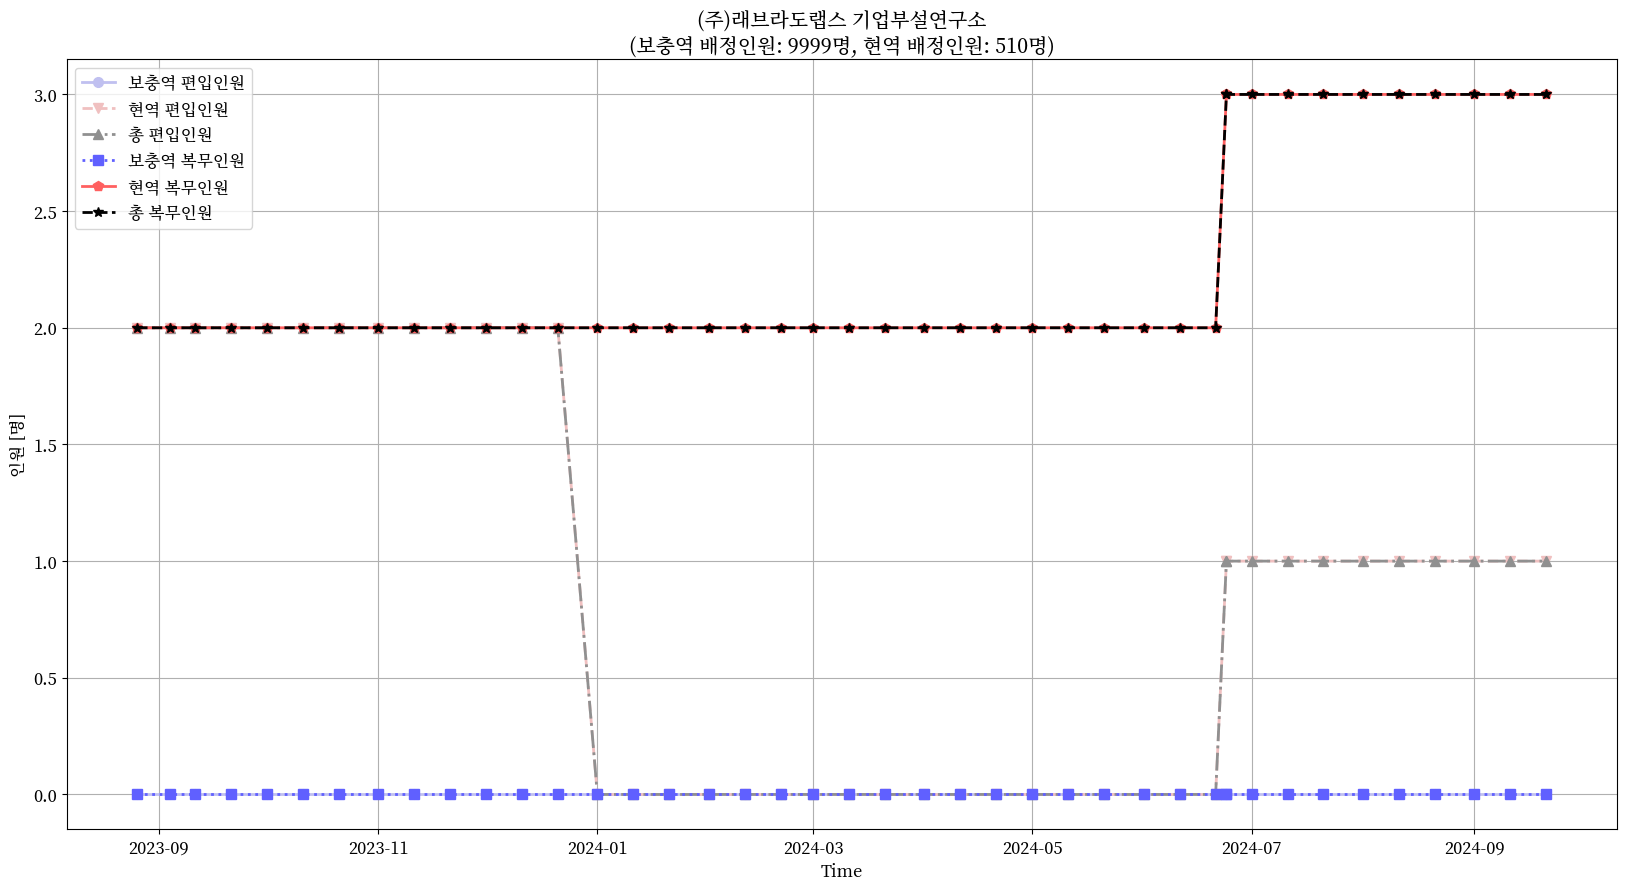 (주)래브라도랩스 기업부설연구소
(보충역 배정인원: 9999명, 현역 배정인원: 510명)
보충역 편입인원
현역 편입인원
총 편입인원
보충역 복무인원
현역 복무인원
총 복무인원
인원 [명]
3.0
2.5
2.0
1.5
1.0
0.5
0.0
2023-09
2023-11
2024-01
2024-03
2024-05
2024-07
2024-09
Time